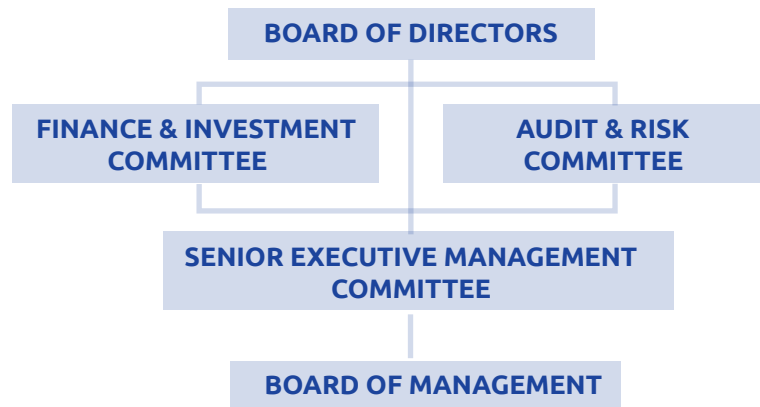 BOARD OF DIRECTORS
FINANCE & INVESTMENT
COMMITTEE
AUDIT & RISK
COMMITTEE
SENIOR EXECUTIVE MANAGEMENT
COMMITTEE
BOARD OF MANAGEMENT